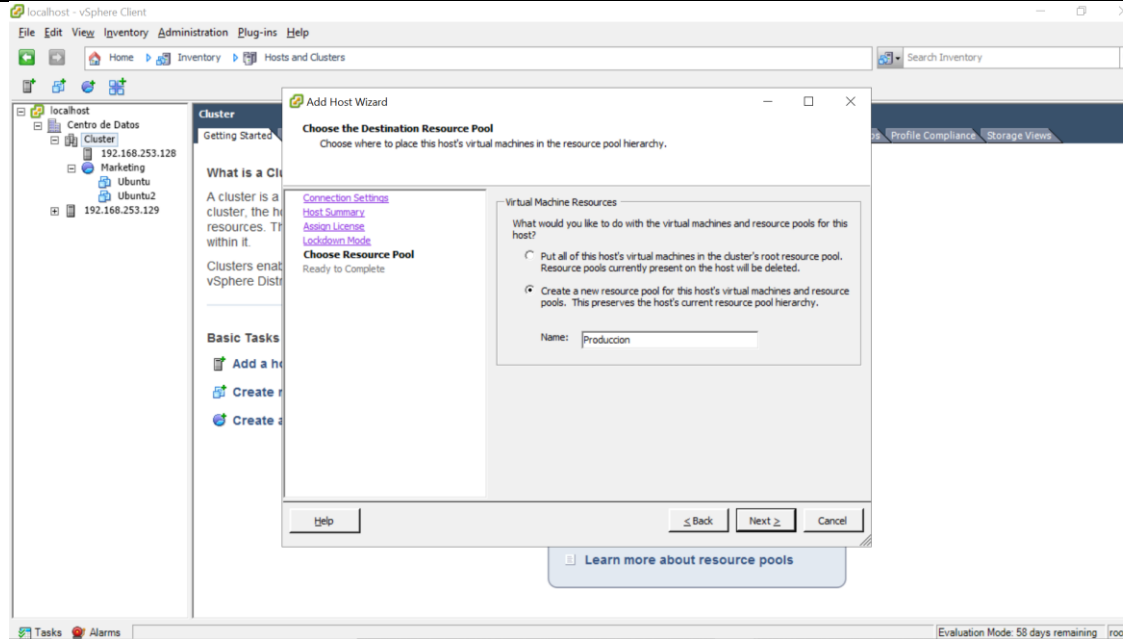 localhost - vSphere Client
File Edit View Inventory Administration Plug-ins Help
Home Inventory Hosts and Clusters
Search Inventory
localhost
Centro de Datos
Cluster
192.168.253.128
Marketing
Ubuntu
Ubuntu2
192.168.253.129
Cluster
Getting Started
Profile Compliance Storage Views
What is a
A cluster is a
cluster, the
resources.
within it.
Clusters
vSphere
Basic Tasks
Add a
Create
Create
Add Host Wizard
Choose the Destination Resource Pool
Choose where to place this host's virtual machines in the resource pool hierarchy.
Connection Settings
Host Summary
Assign License
Lockdown Mode
Choose Resource Pool
Ready to Complete
Virtual Machine Resources
What would you like to do with the virtual machines and resource pools for this
host?
Put all of this host's virtual machines in the cluster's root resource pool.
Resource pools currently present on the host will be deleted.
Create a new resource pool for this host's virtual machines and resource
pools. This preserves the host's current resource pool hierarchy.
Name: Produccion
Help
< Back Next > Cancel
Learn more about resource pools
Tasks Alarms
Evaluation Mode: 58 days remaining